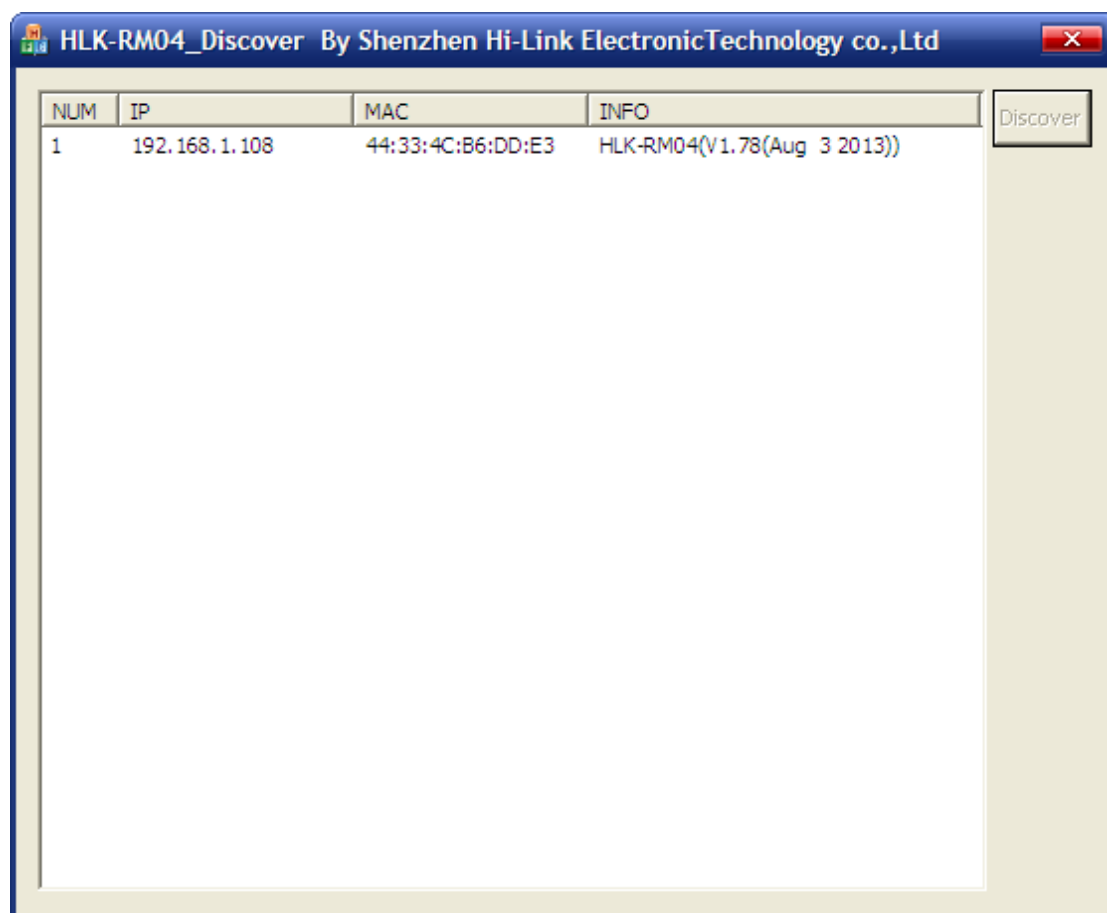 HLK-RM04_Discover By Shenzhen Hi-Link ElectronicTechnology co.,Ltd
NUM IP MAC INFO Discover
1 192.168.1.108 44:33:4C:B6:DD:E3 HLK-RM04(V1.78(Aug 3 2013))